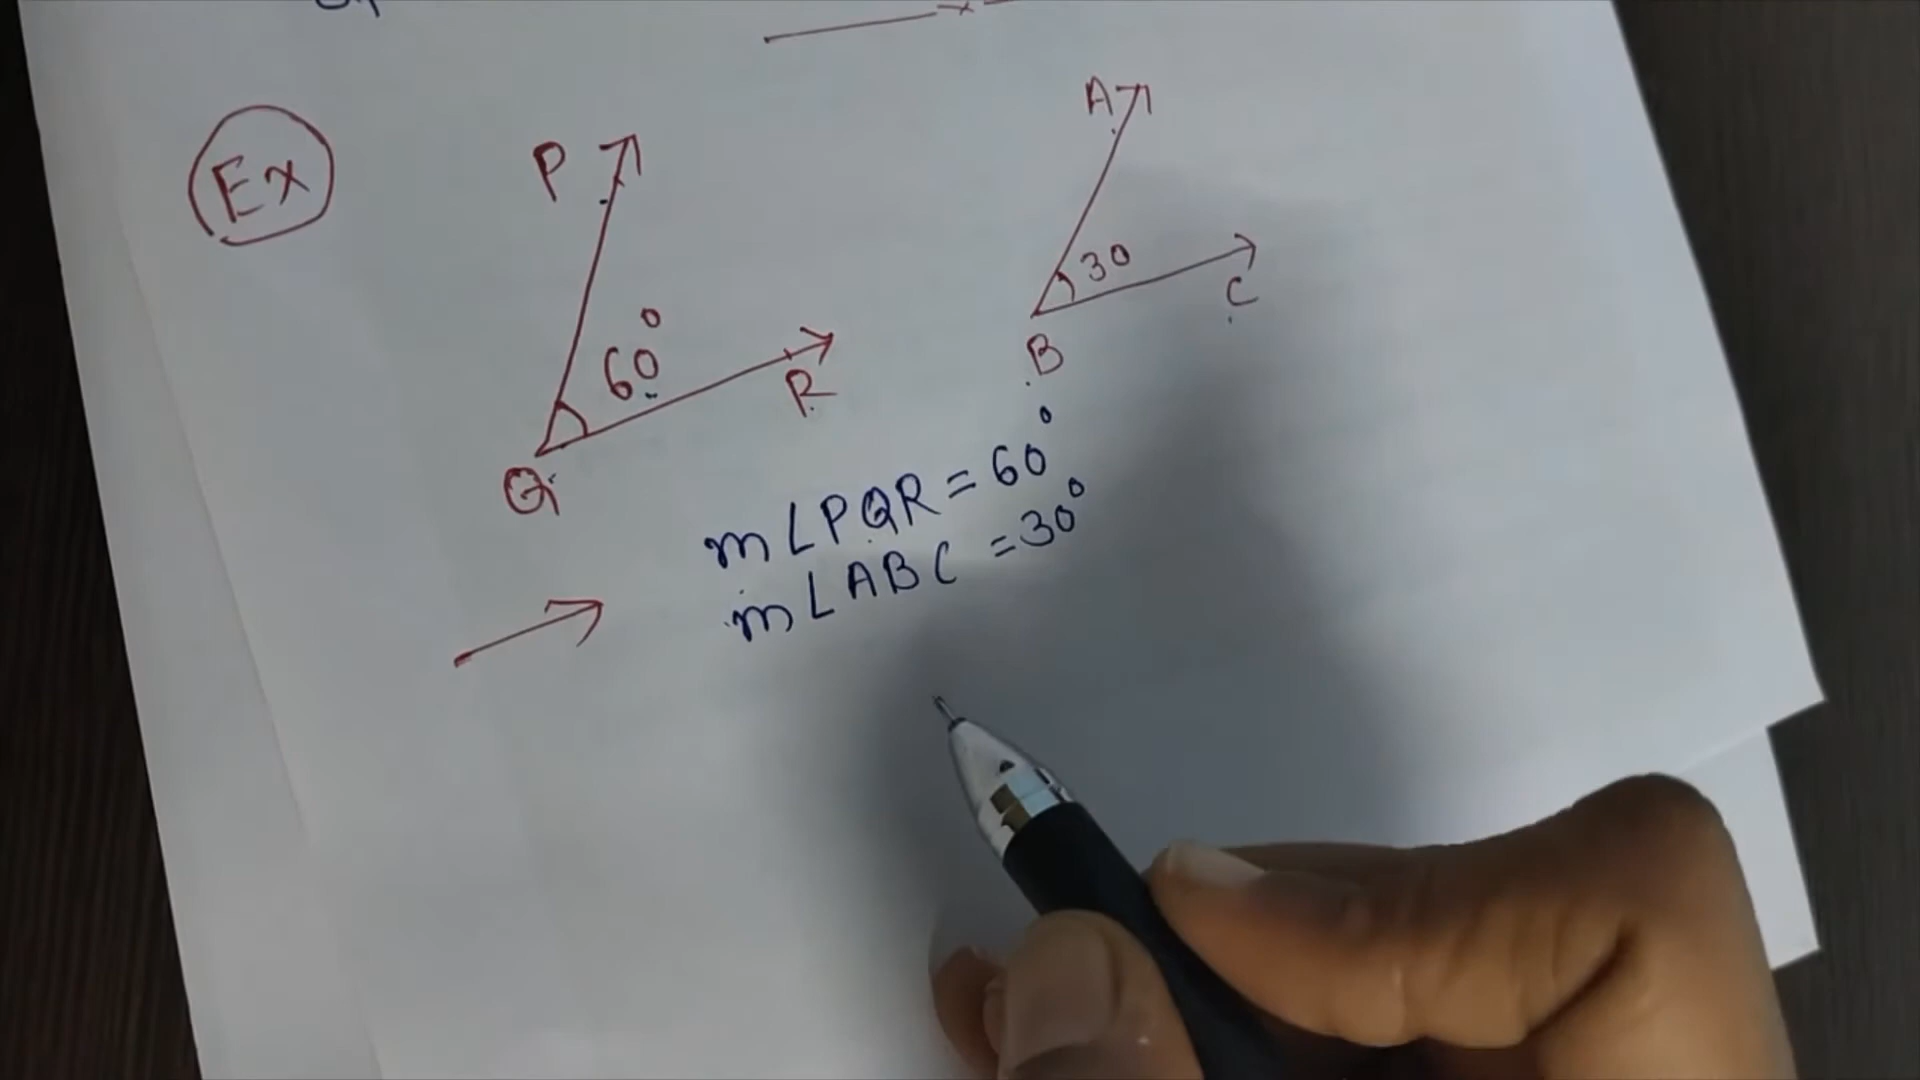 Ex
P
A
30
C
60°
R
B
Q
m∠PQR = 60°
m∠ABC = 30°